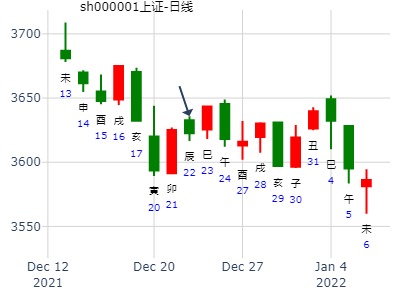 sh000001上证-日线
3700
3650
3600
3550
未
13
申
14
酉
15
戌
16
亥
17
寅
20
卯
21
辰
22
巳
23
午
24
酉
27
戌
28
亥
29
子
30
丑
31
巳
4
午
5
未
6
Dec 12
2021
Dec 20
Dec 27
Jan 4
2022